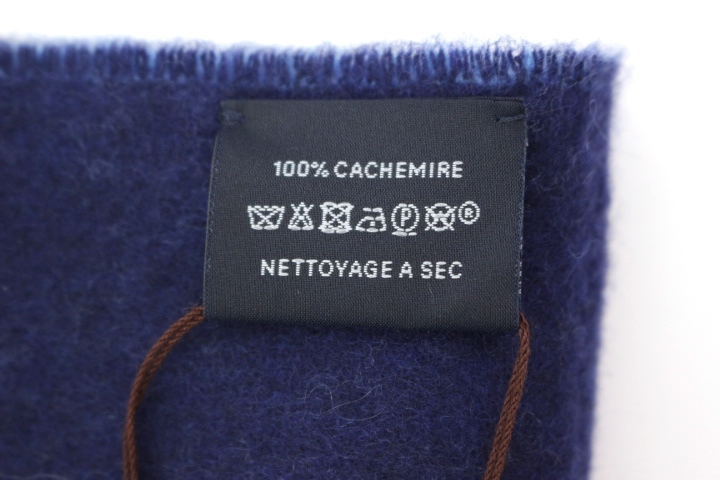 100% CACHEMIRE
P W ®
NETTOYAGE A SEC